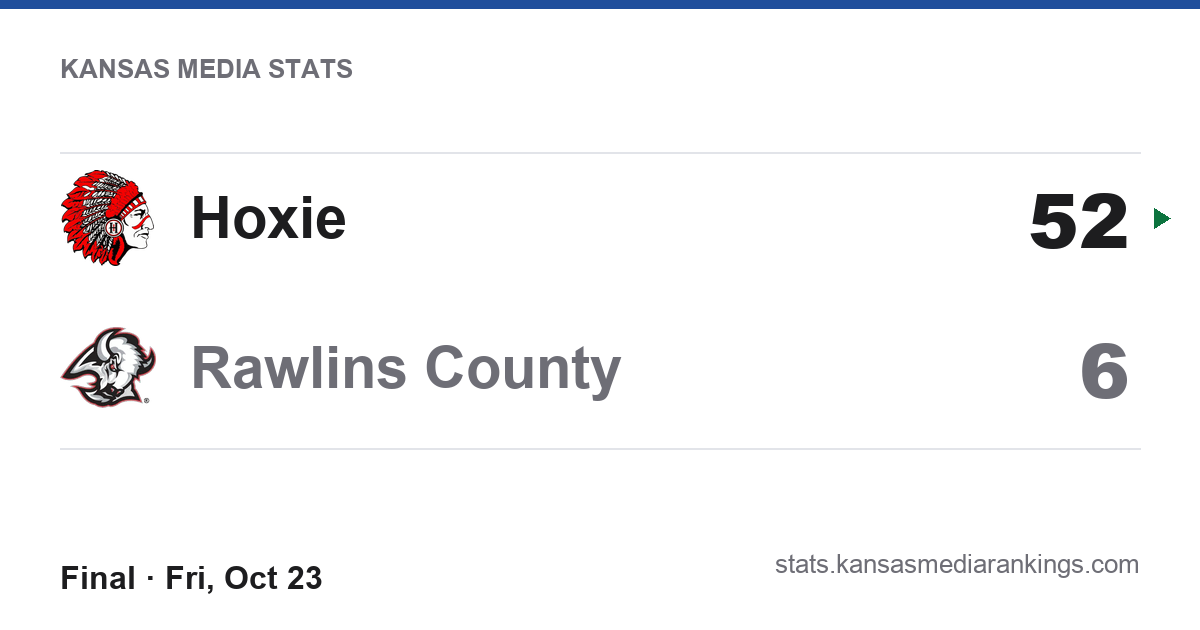 KANSAS MEDIA STATS
Hoxie 52
Rawlins County 6
Final · Fri, Oct 23
stats.kansasmediarankings.com